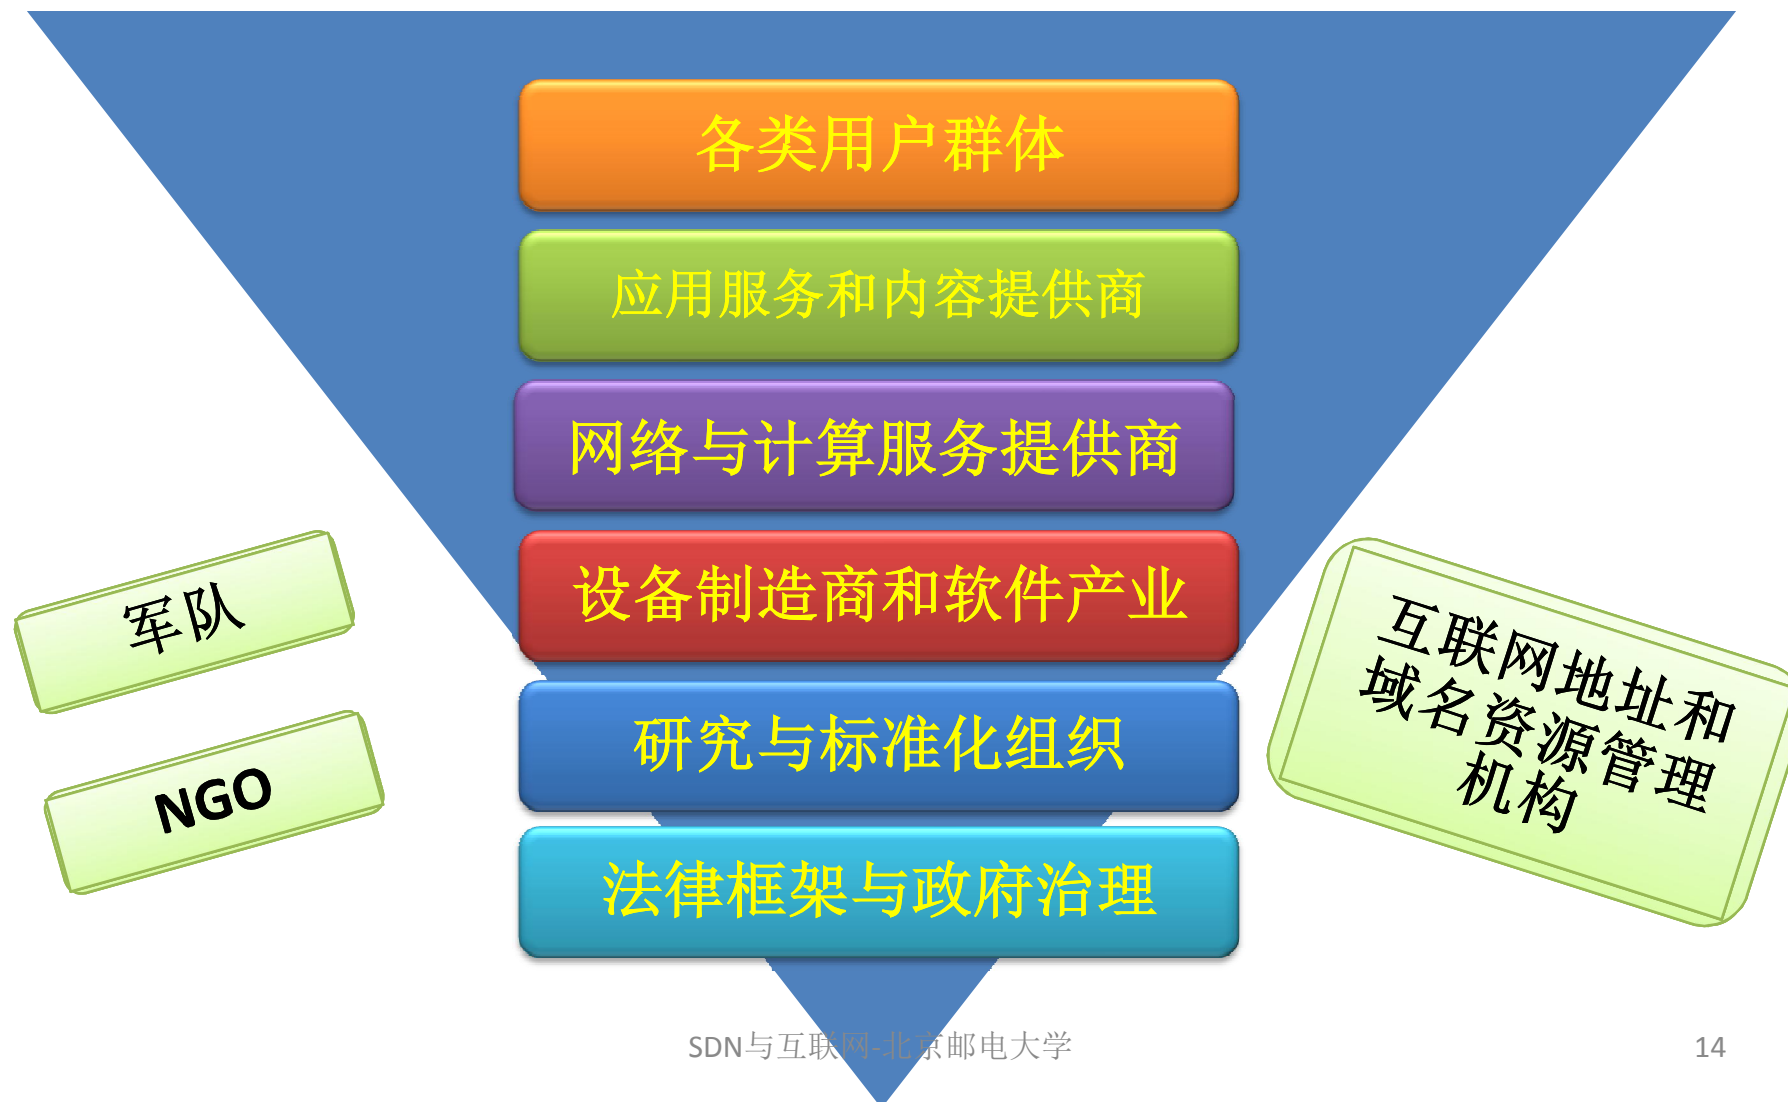 各类用户群体
应用服务和内容提供商
网络与计算服务提供商
设备制造商和软件产业
研究与标准化组织
法律框架与政府治理
军队
NGO
互联网地址和
域名资源管理
机构
SDN与互联网-北京邮电大学
14